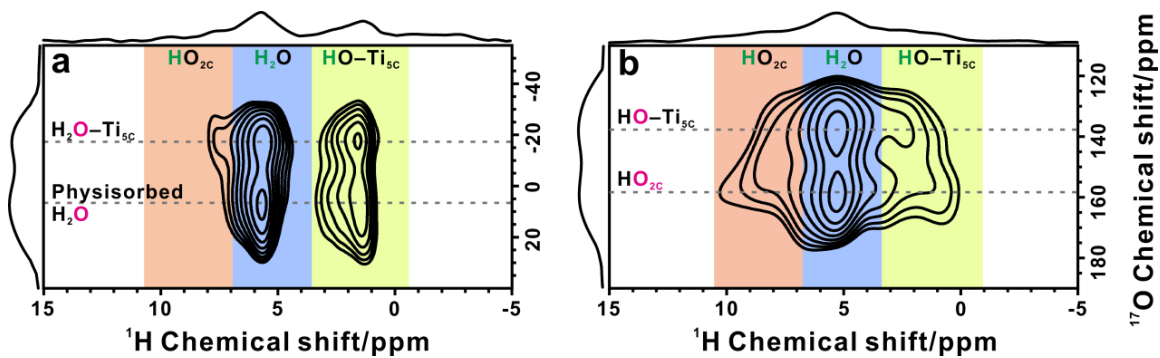 a
HO₂C H₂O HO–Ti₅C
H₂O–Ti₅C
Physisorbed
H₂O
-40
-20
0
20
15 10 5 0 -5
¹H Chemical shift/ppm
b
HO₂C H₂O HO–Ti₅C
HO–Ti₅C
HO₂C
120
140
160
180
15 10 5 0 -5
¹H Chemical shift/ppm
¹⁷O Chemical shift/ppm